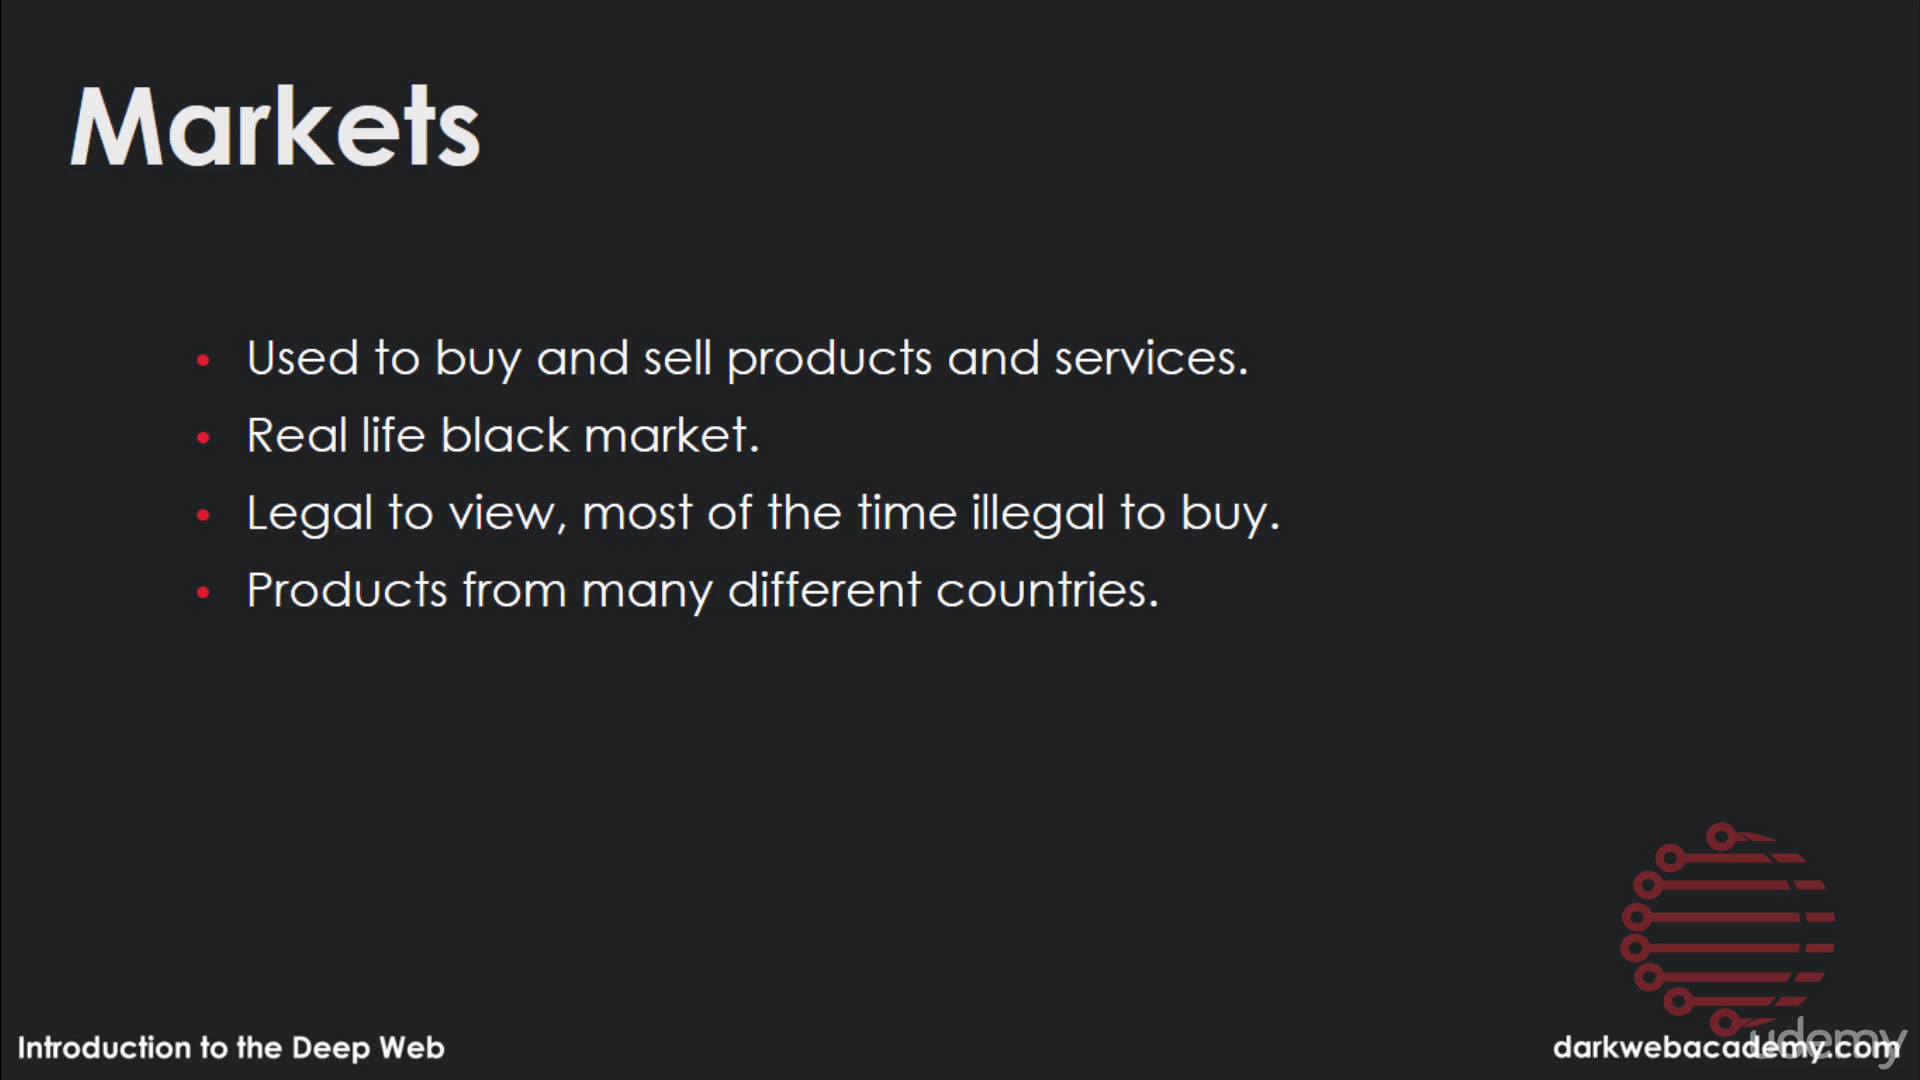 Markets
• Used to buy and sell products and services.
• Real life black market.
• Legal to view, most of the time illegal to buy.
• Products from many different countries.
Introduction to the Deep Web
darkwebacademy.com
udemy